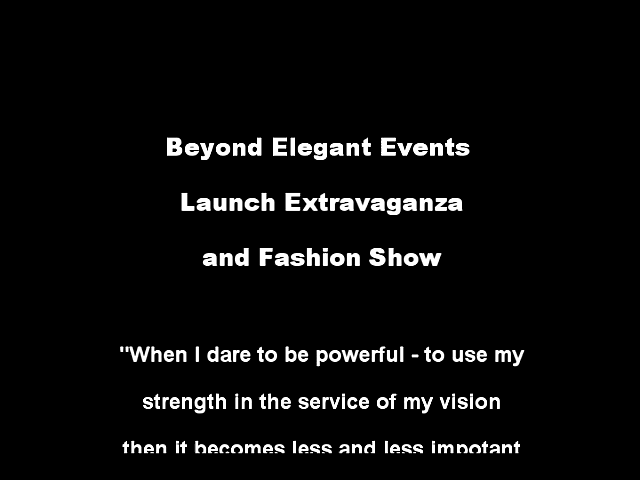 Beyond Elegant Events
Launch Extravaganza
and Fashion Show
"When I dare to be powerful - to use my
strength in the service of my vision
then it becomes less and less impotant